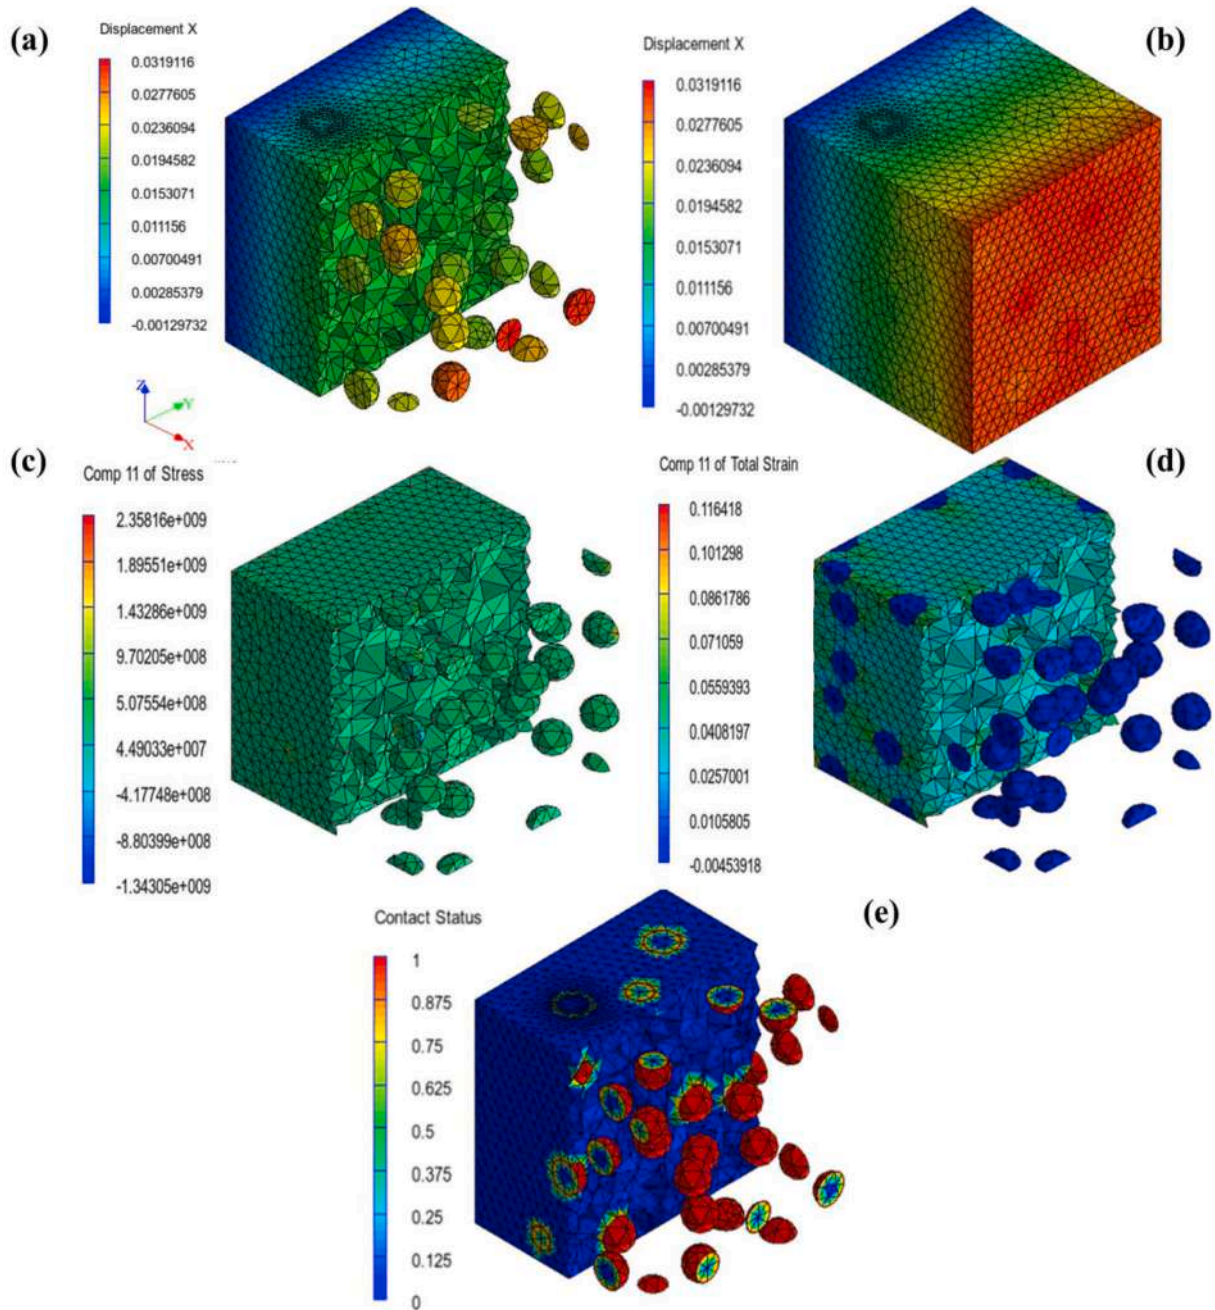 (a)
Displacement X
0.0319116
0.0277605
0.0236094
0.0194582
0.0153071
0.011156
0.00700491
0.00285379
-0.00129732
Z
Y
X
(b)
Displacement X
0.0319116
0.0277605
0.0236094
0.0194582
0.0153071
0.011156
0.00700491
0.00285379
-0.00129732
(c)
Comp 11 of Stress
2.35816e+009
1.89551e+009
1.43286e+009
9.70205e+008
5.07554e+008
4.49033e+007
-4.17748e+008
-8.80399e+008
-1.34305e+009
(d)
Comp 11 of Total Strain
0.116418
0.101298
0.0861786
0.071059
0.0559393
0.0408197
0.0257001
0.0105805
-0.00453918
(e)
Contact Status
1
0.875
0.75
0.625
0.5
0.375
0.25
0.125
0